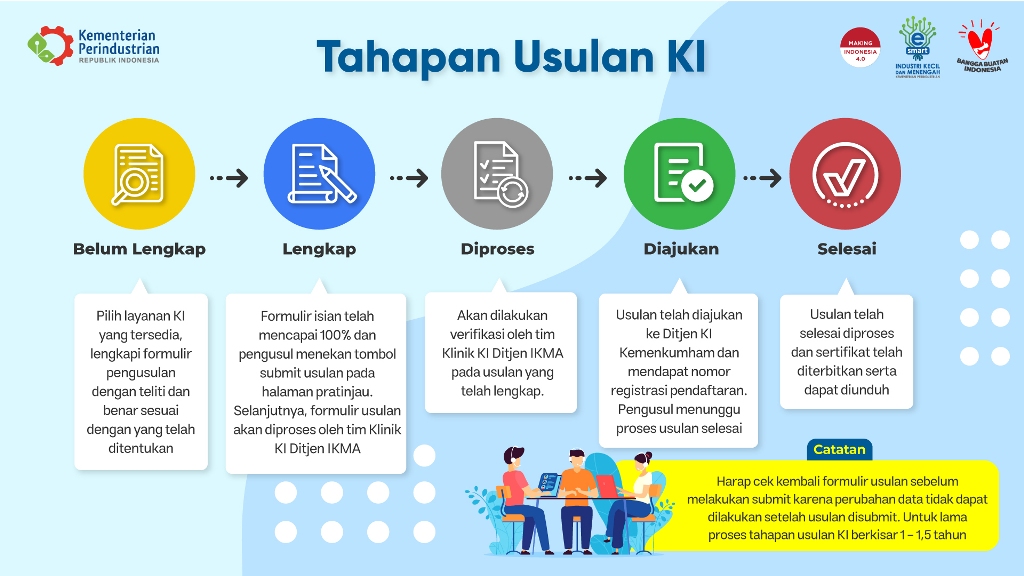 Kementerian
Perindustrian
REPUBLIK INDONESIA
Tahapan Usulan KI
MAKING
INDONESIA
4.0
e
smart
IKM
INDUSTRI KECIL
DAN MENENGAH
KEMENTERIAN PERINDUSTRIAN
BANGGA BUATAN
INDONESIA
Belum Lengkap
Pilih layanan KI
yang tersedia,
lengkapi formulir
pengusulan
dengan teliti dan
benar sesuai
dengan yang telah
ditentukan
Lengkap
Formulir isian telah
mencapai 100% dan
pengusul menekan tombol
submit usulan pada
halaman pratinjau.
Selanjutnya, formulir usulan
akan diproses oleh tim Klinik
KI Ditjen IKMA
Diproses
Akan dilakukan
verifikasi oleh tim
Klinik KI Ditjen IKMA
pada usulan yang
telah lengkap.
Diajukan
Usulan telah diajukan
ke Ditjen KI
Kemenkumham dan
mendapat nomor
registrasi pendaftaran.
Pengusul menunggu
proses usulan selesai
Selesai
Usulan telah
selesai diproses
dan sertifikat telah
diterbitkan serta
dapat diunduh
Catatan
Harap cek kembali formulir usulan sebelum
melakukan submit karena perubahan data tidak dapat
dilakukan setelah usulan disubmit. Untuk lama
proses tahapan usulan KI berkisar 1 – 1,5 tahun